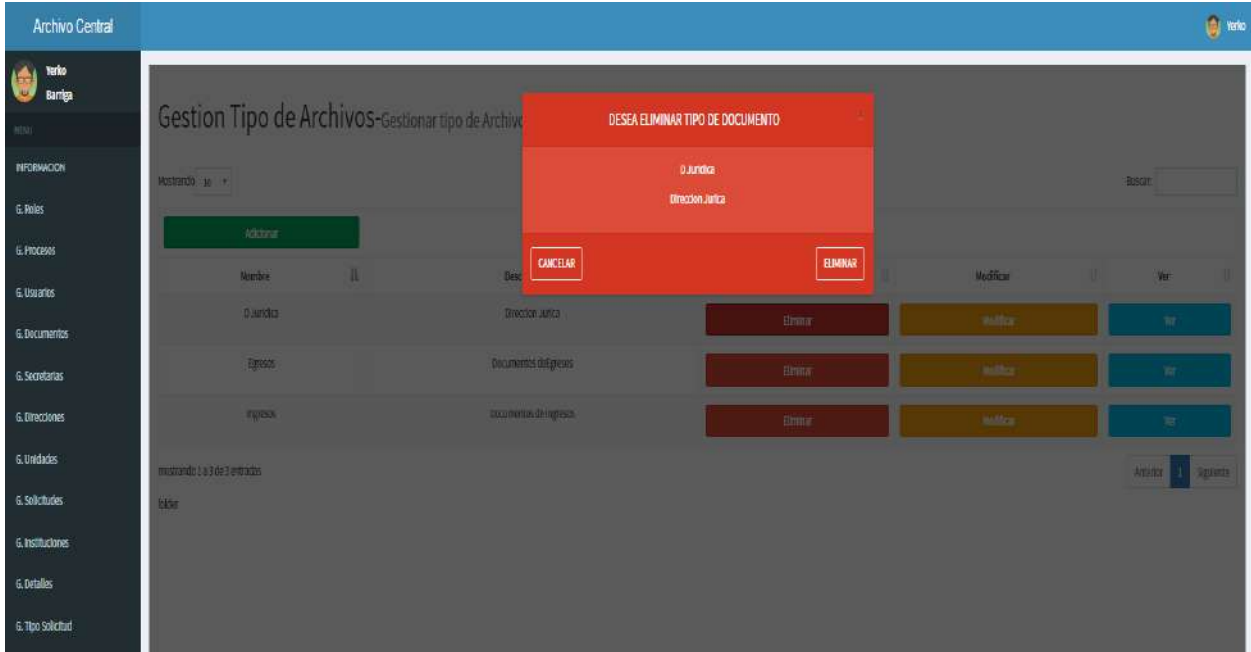 Archivo Central
Yerko
Yerko
Barriga
MENU
INFORMACION
G. Roles
G. Procesos
G. Usuarios
G. Documentos
G. Secretarias
G. Direcciones
G. Unidades
G. Solicitudes
G. Instituciones
G. Detalles
G. Tipo Solicitud
Gestion Tipo de Archivos-Gestionar tipo de Archivo
Mostrando 10
Buscar:
Adicionar
Nombre Desc Modificar Ver
D Juridica Direccion Jurica Eliminar Modificar Ver
Egresos Documentos deEgreses Eliminar Modificar Ver
Ingresos Documentos de Ingresos Eliminar Modificar Ver
mostrando 1 a 3 de 3 entradas
Anterior 1 Siguiente
folder
DESEA ELIMINAR TIPO DE DOCUMENTO
D Juridica
Direccion Jurica
CANCELAR ELIMINAR